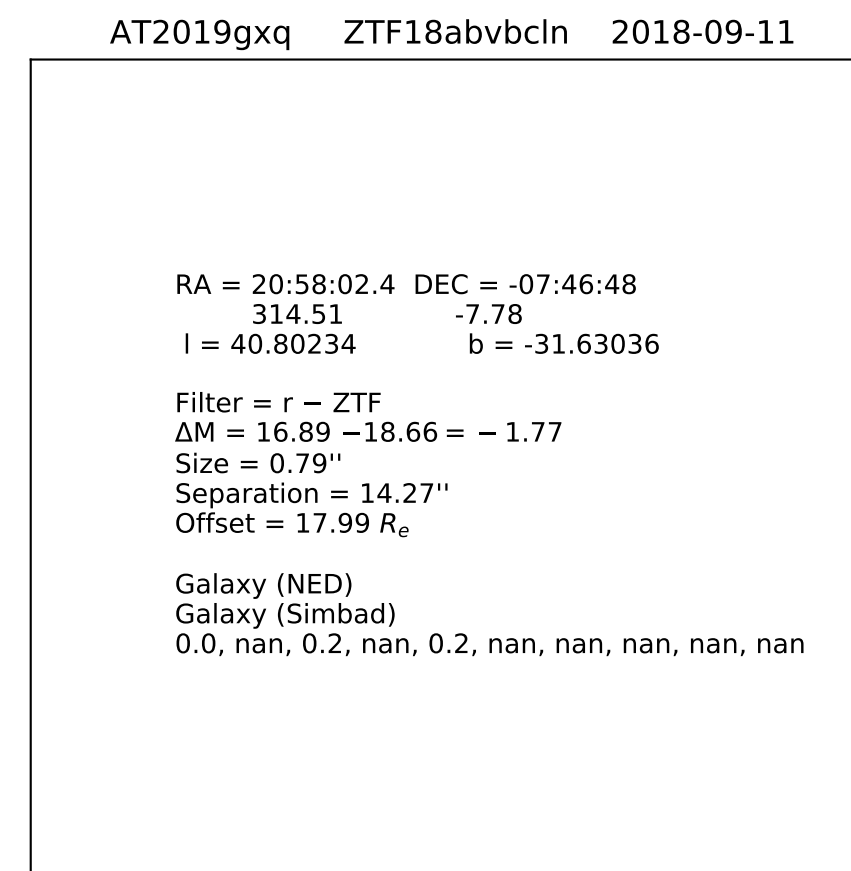 AT2019gxq ZTF18abvbcln 2018-09-11
RA = 20:58:02.4 DEC = -07:46:48
314.51 -7.78
l = 40.80234 b = -31.63036
Filter = r − ZTF
ΔM = 16.89 −18.66 = − 1.77
Size = 0.79''
Separation = 14.27''
Offset = 17.99 Rₑ
Galaxy (NED)
Galaxy (Simbad)
0.0, nan, 0.2, nan, 0.2, nan, nan, nan, nan, nan